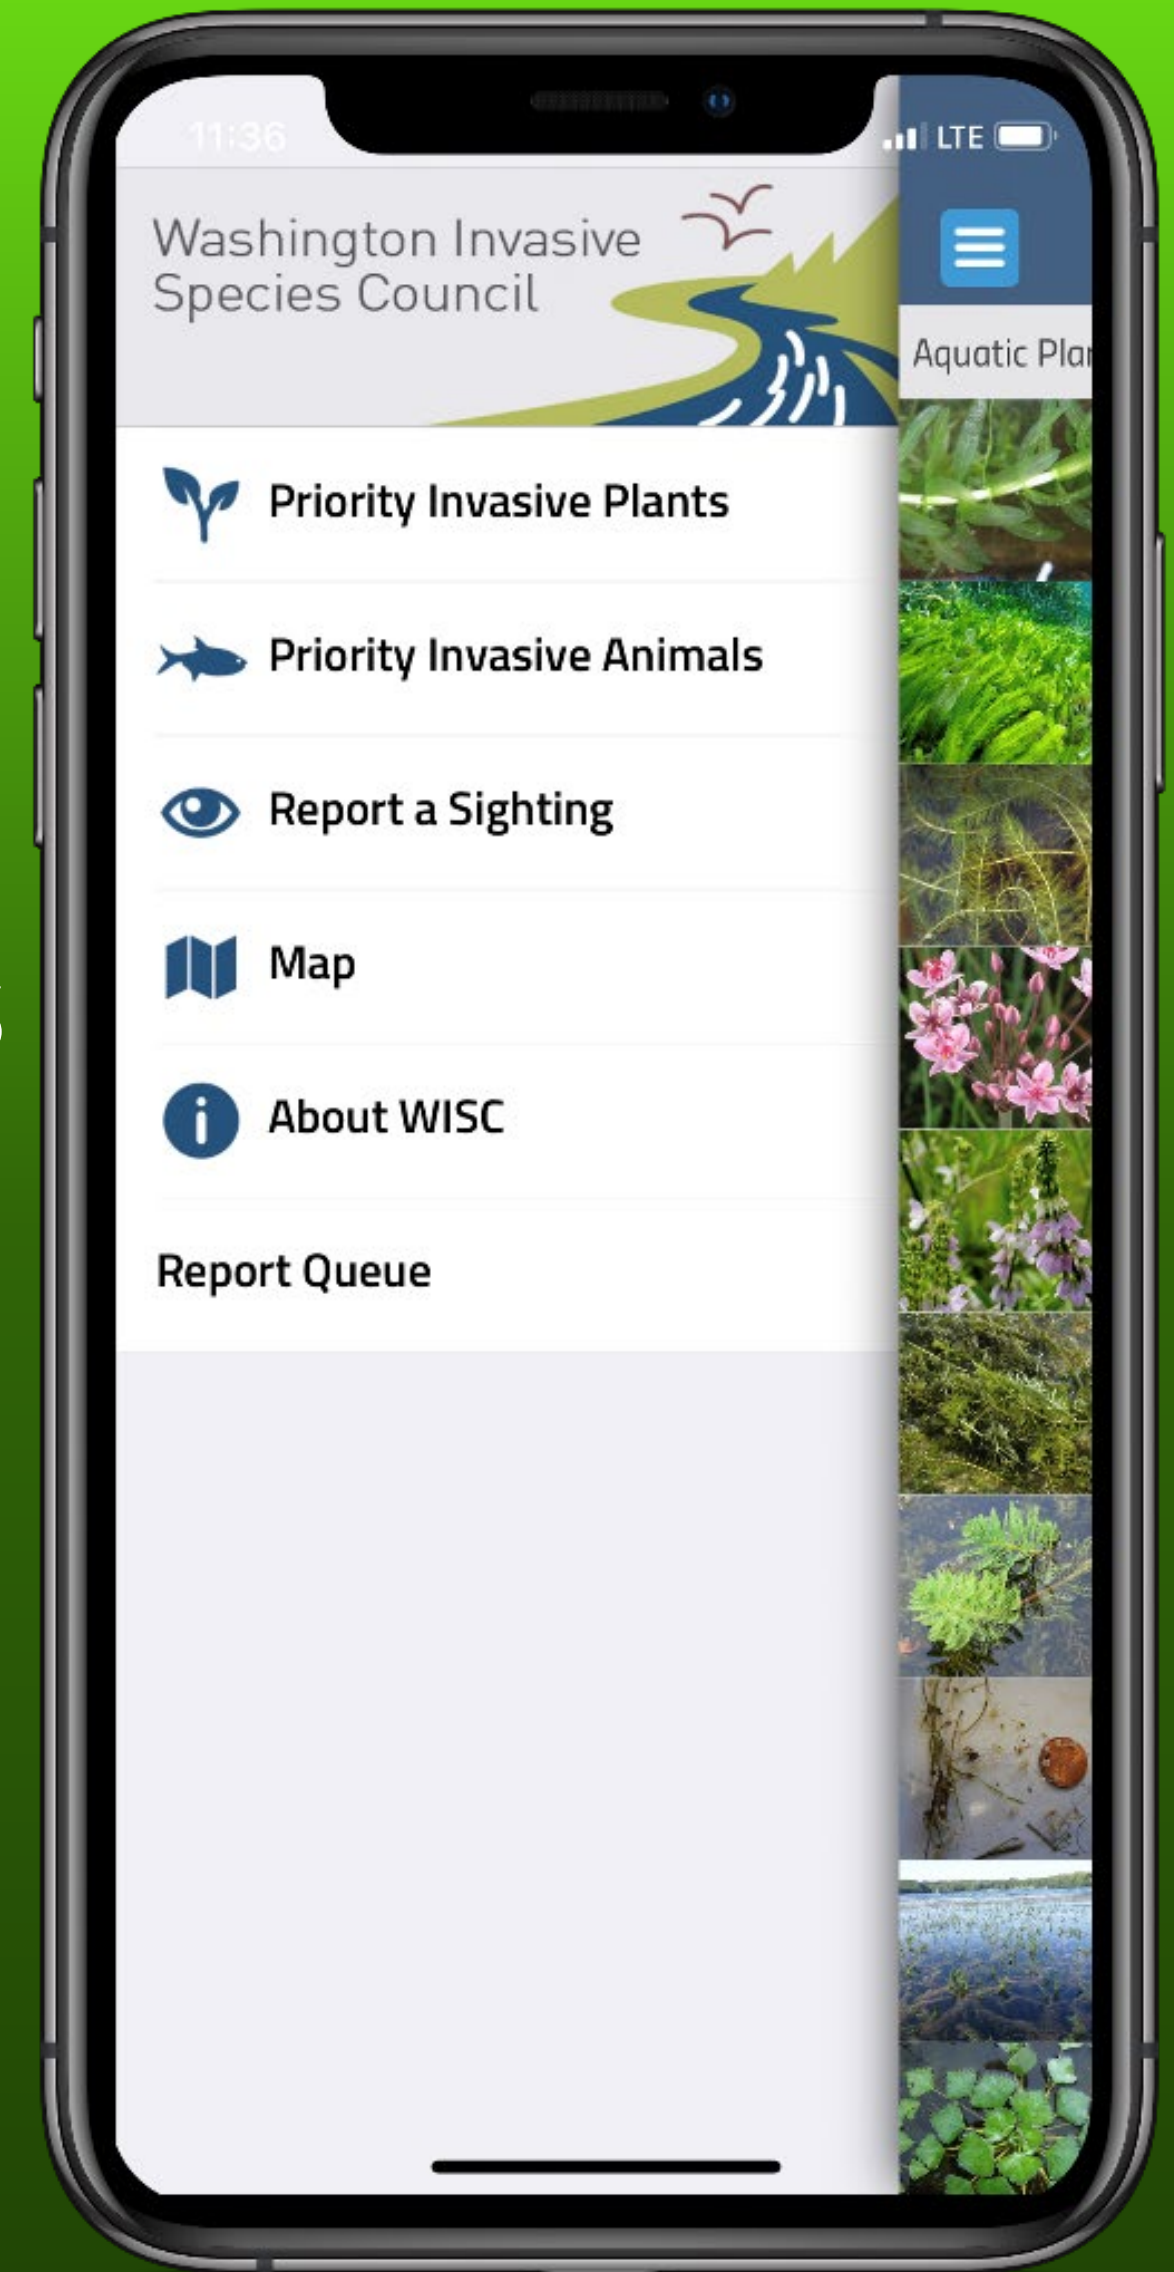 11:36
LTE
Washington Invasive
Species Council
Aquatic Plan
Priority Invasive Plants
Priority Invasive Animals
Report a Sighting
Map
About WISC
Report Queue